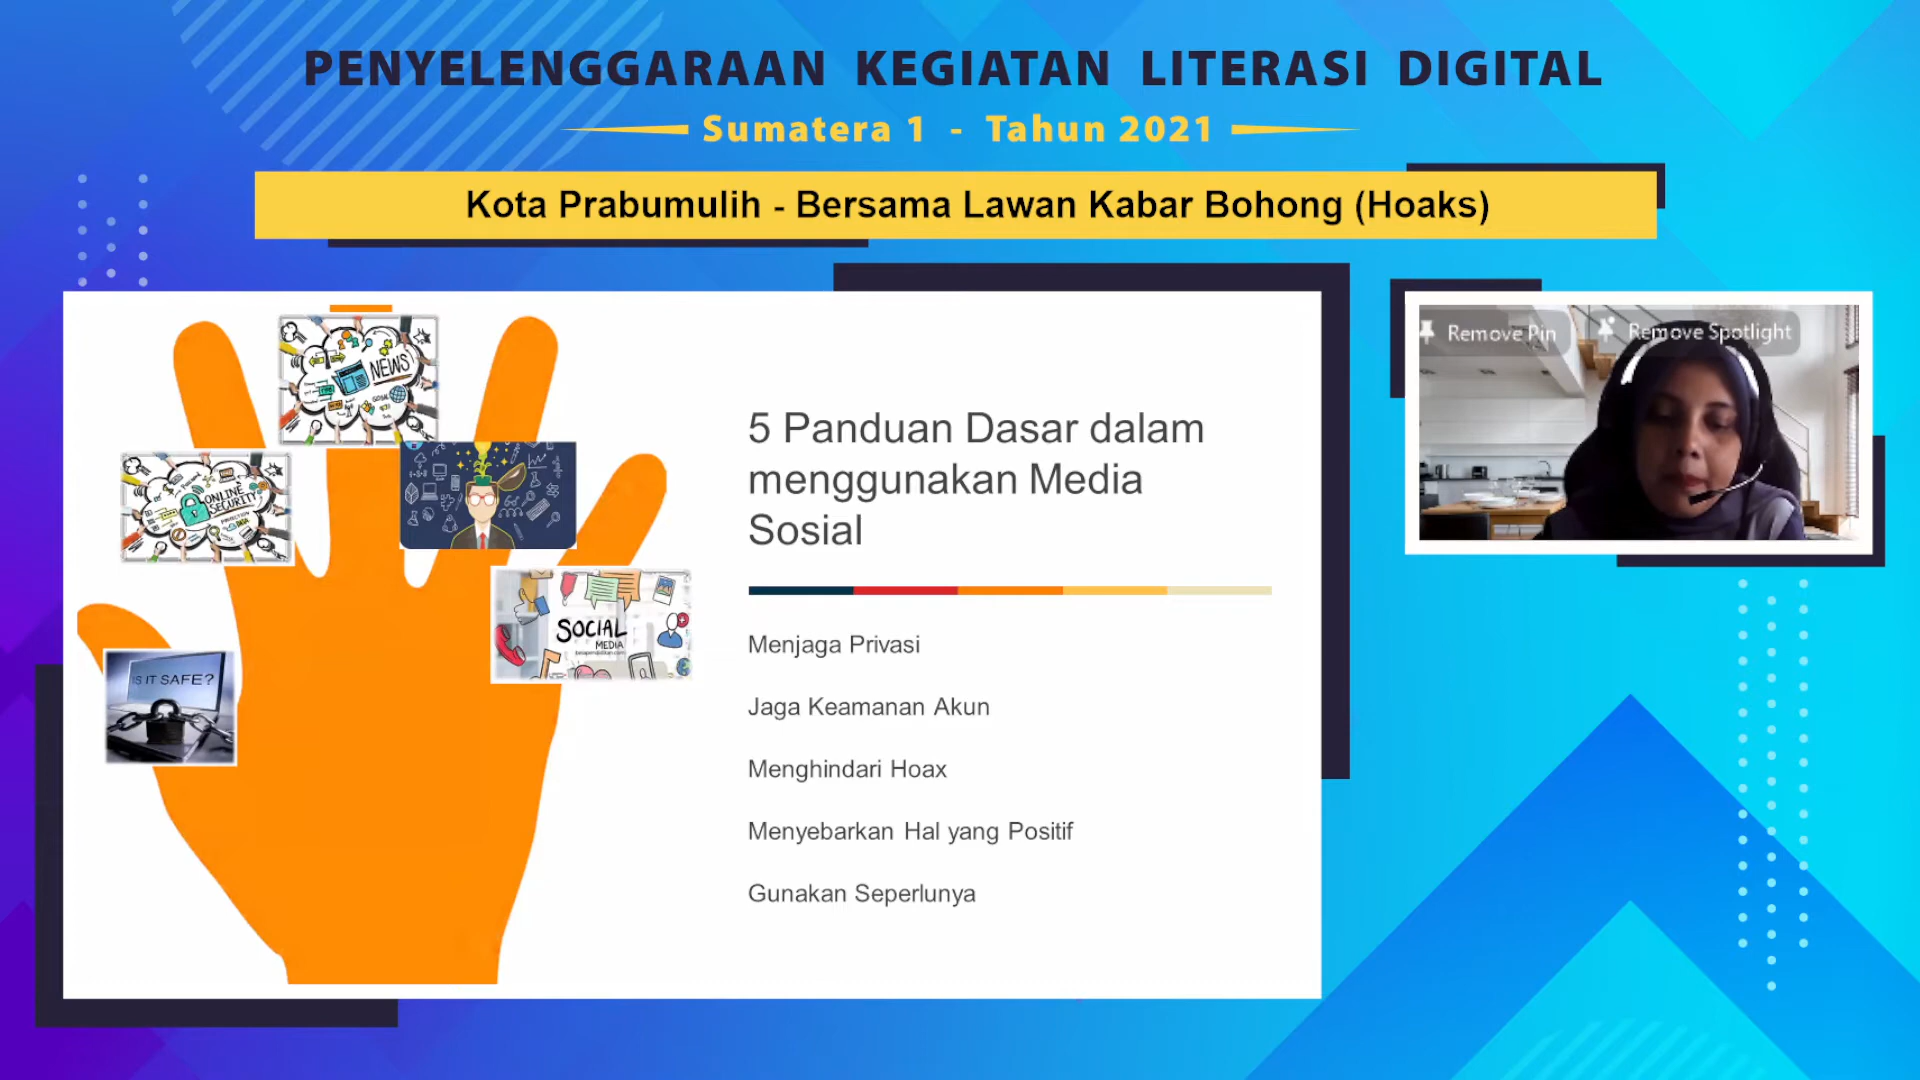 PENYELENGGARAAN KEGIATAN LITERASI DIGITAL
Sumatera 1 - Tahun 2021
Kota Prabumulih - Bersama Lawan Kabar Bohong (Hoaks)
Remove Pin
Remove Spotlight
NEWS
ONLINE
SECURITY
IS IT SAFE?
SOCIAL
MEDIA
5 Panduan Dasar dalam
menggunakan Media
Sosial
Menjaga Privasi
Jaga Keamanan Akun
Menghindari Hoax
Menyebarkan Hal yang Positif
Gunakan Seperlunya